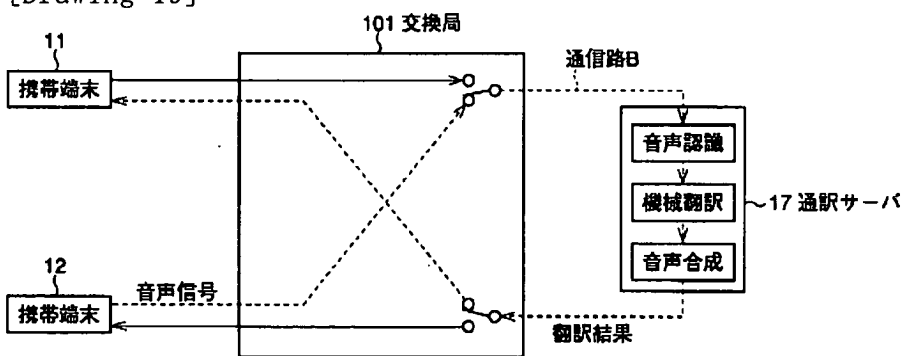 101 交換局
11
携帯端末
通信路B
音声認識
機械翻訳
17 通訳サーバ
音声合成
12
音声信号
携帯端末
翻訳結果